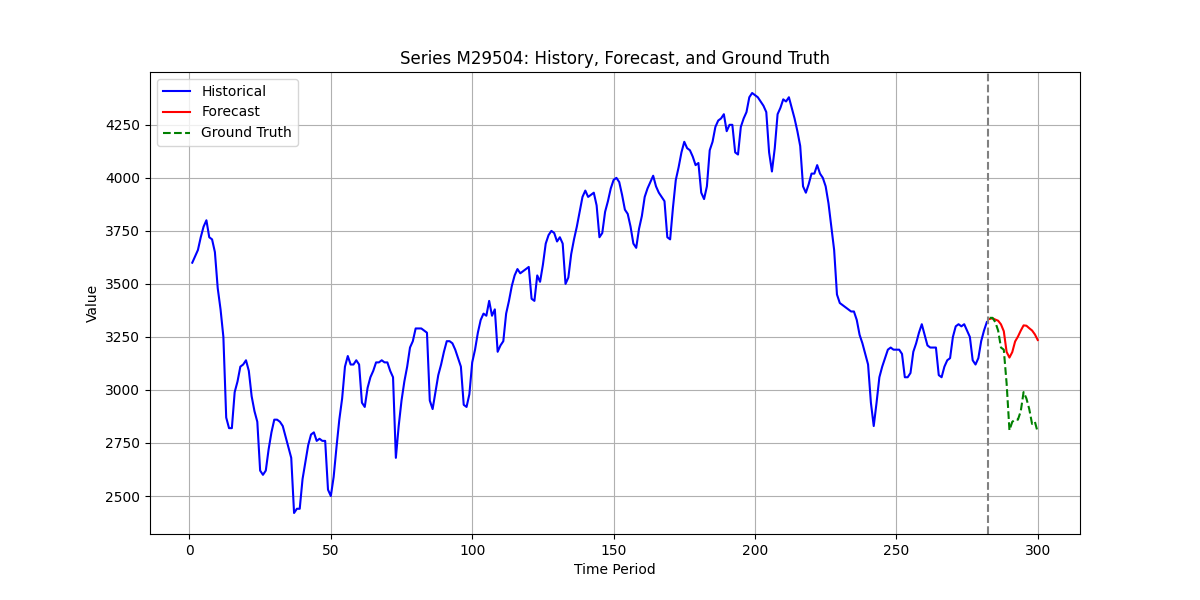 Series M29504: History, Forecast, and Ground Truth
Historical
Forecast
Ground Truth
4250
4000
3750
3500
3250
3000
2750
2500
Value
0 50 100 150 200 250 300
Time Period